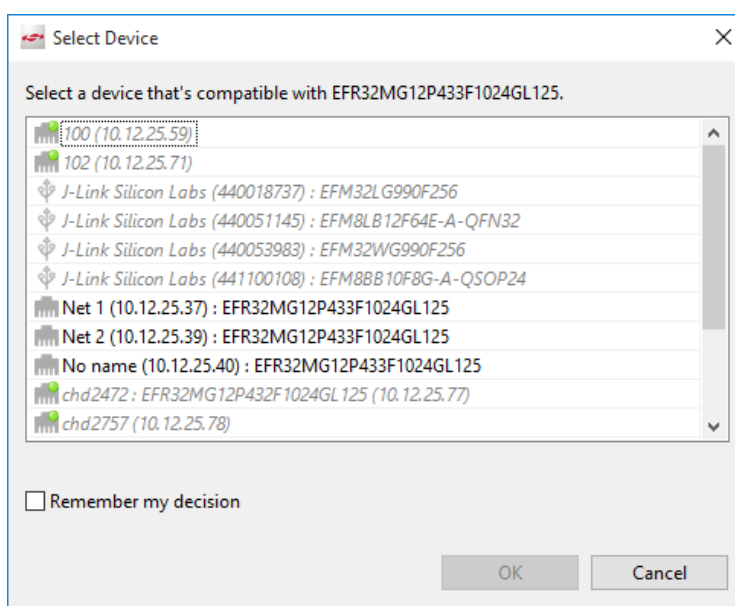 Select Device
Select a device that's compatible with EFR32MG12P433F1024GL125.
100 (10.12.25.59)
102 (10.12.25.71)
J-Link Silicon Labs (440018737) : EFM32LG990F256
J-Link Silicon Labs (440051145) : EFM8LB12F64E-A-QFN32
J-Link Silicon Labs (440053983) : EFM32WG990F256
J-Link Silicon Labs (441100108) : EFM8BB10F8G-A-QSOP24
Net 1 (10.12.25.37) : EFR32MG12P433F1024GL125
Net 2 (10.12.25.39) : EFR32MG12P433F1024GL125
No name (10.12.25.40) : EFR32MG12P433F1024GL125
chd2472 : EFR32MG12P432F1024GL125 (10.12.25.77)
chd2757 (10.12.25.78)
Remember my decision
OK Cancel